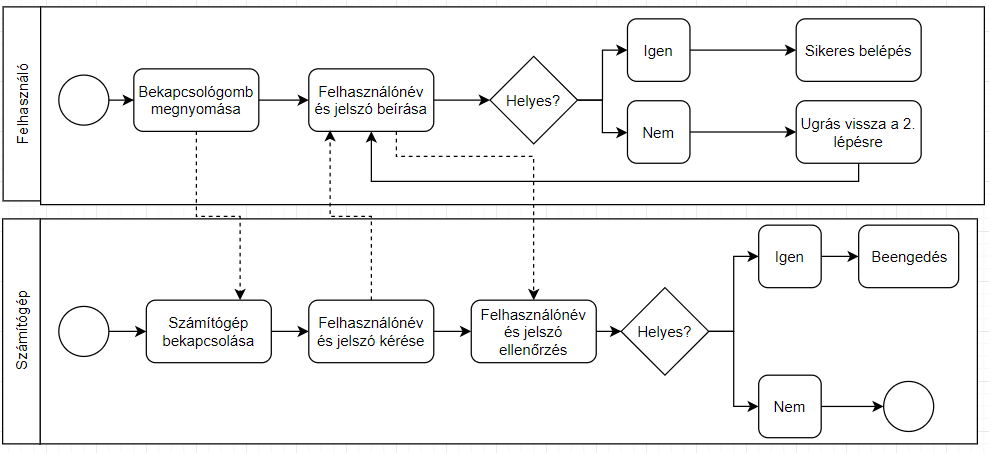 Felhasználó
Bekapcsológomb
megnyomása
Felhasználónév
és jelszó beírása
Helyes?
Igen
Sikeres belépés
Nem
Ugrás vissza a 2.
lépésre
Számítógép
Számítógép
bekapcsolása
Felhasználónév
és jelszó kérése
Felhasználónév
és jelszó
ellenőrzés
Helyes?
Igen
Beengedés
Nem